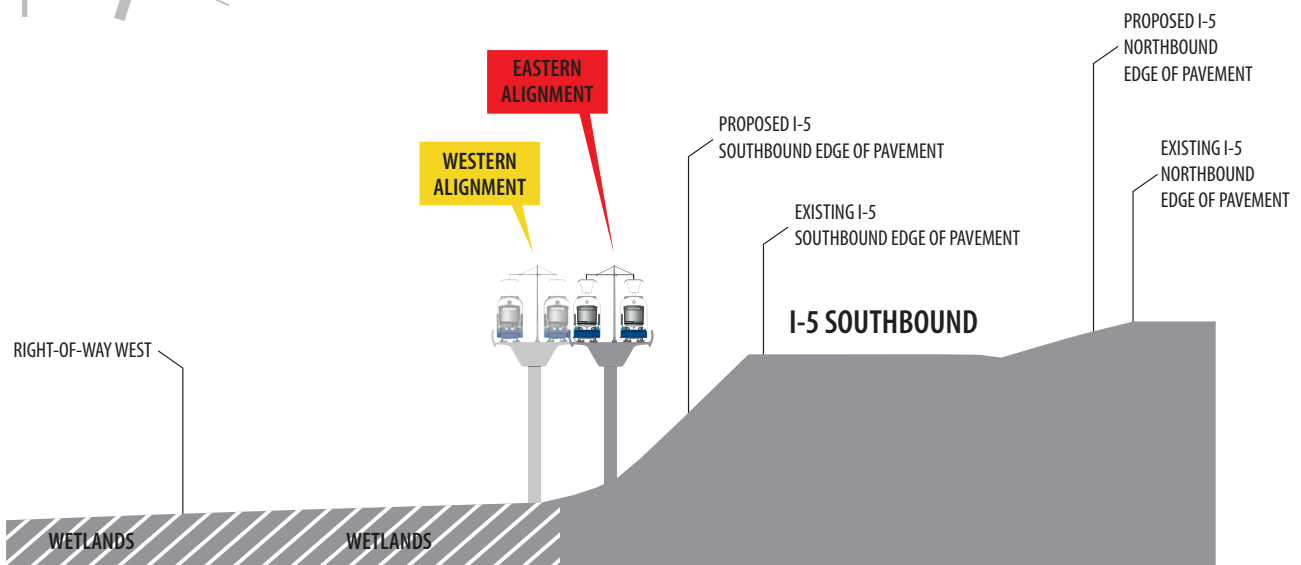 PROPOSED I-5
NORTHBOUND
EDGE OF PAVEMENT
EASTERN
ALIGNMENT
PROPOSED I-5
SOUTHBOUND EDGE OF PAVEMENT
EXISTING I-5
NORTHBOUND
EDGE OF PAVEMENT
WESTERN
ALIGNMENT
EXISTING I-5
SOUTHBOUND EDGE OF PAVEMENT
I-5 SOUTHBOUND
RIGHT-OF-WAY WEST
WETLANDS
WETLANDS